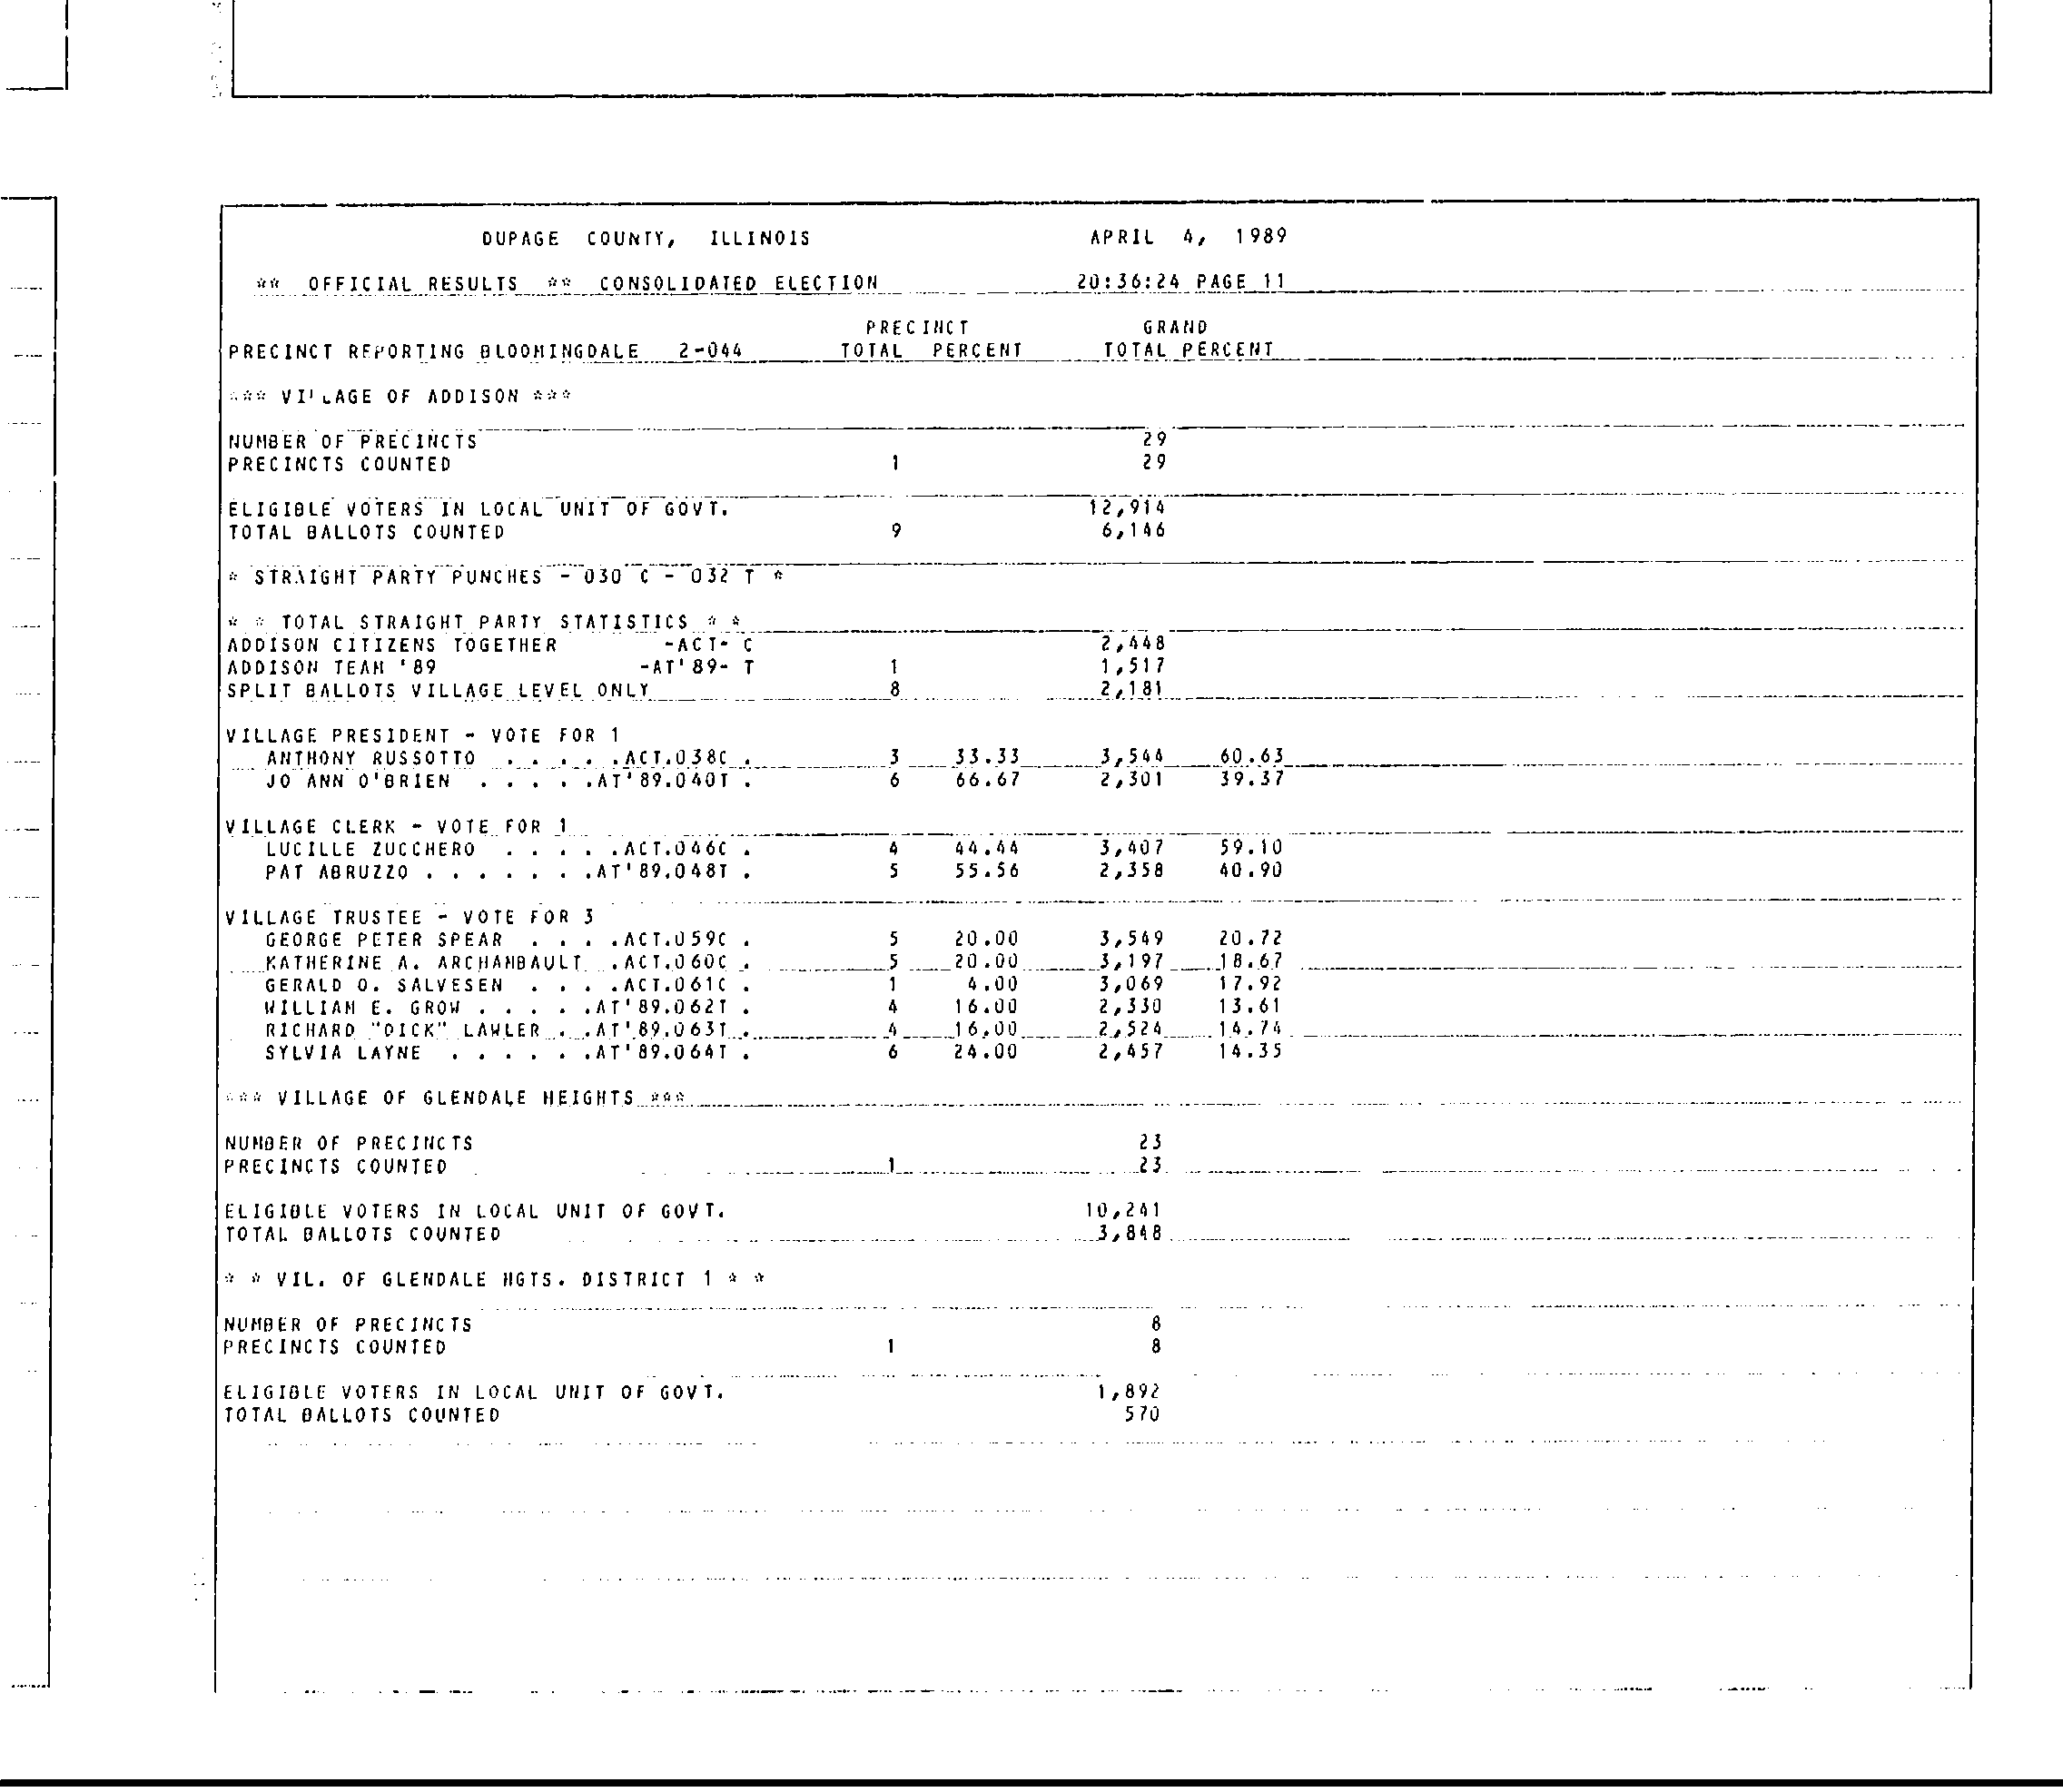 DUPAGE COUNTY, ILLINOIS APRIL 4, 1989
** OFFICIAL RESULTS ** CONSOLIDATED ELECTION 20:36:24 PAGE 11
PRECINCT GRAND
PRECINCT REPORTING BLOOMINGDALE 2-044 TOTAL PERCENT TOTAL PERCENT
*** VILLAGE OF ADDISON ***
NUMBER OF PRECINCTS 29
PRECINCTS COUNTED 1 29
ELIGIBLE VOTERS IN LOCAL UNIT OF GOVT. 12,914
TOTAL BALLOTS COUNTED 9 6,146
* STRAIGHT PARTY PUNCHES - 030 C - 032 T *
* * TOTAL STRAIGHT PARTY STATISTICS * *
ADDISON CITIZENS TOGETHER -ACT- C 2,448
ADDISON TEAM '89 -AT'89- T 1 1,517
SPLIT BALLOTS VILLAGE LEVEL ONLY 8 2,181
VILLAGE PRESIDENT - VOTE FOR 1
ANTHONY RUSSOTTO . . . . .ACT.038C . 3 33.33 3,544 60.63
JO ANN O'BRIEN . . . . .AT'89.040T . 6 66.67 2,301 39.37
VILLAGE CLERK - VOTE FOR 1
LUCILLE ZUCCHERO . . . . .ACT.046C . 4 44.44 3,407 59.10
PAT ABRUZZO . . . . . . .AT'89.048T . 5 55.56 2,358 40.90
VILLAGE TRUSTEE - VOTE FOR 3
GEORGE PETER SPEAR . . . .ACT.059C . 5 20.00 3,549 20.72
KATHERINE A. ARCHAMBAULT .ACT.060C . 5 20.00 3,197 18.67
GERALD O. SALVESEN . . . .ACT.061C . 1 4.00 3,069 17.92
WILLIAM E. GROW . . . . .AT'89.062T . 4 16.00 2,330 13.61
RICHARD "DICK" LAWLER . .AT'89.063T . 4 16.00 2,524 14.74
SYLVIA LAYNE . . . . . .AT'89.064T . 6 24.00 2,457 14.35
*** VILLAGE OF GLENDALE HEIGHTS ***
NUMBER OF PRECINCTS 23
PRECINCTS COUNTED 1 23
ELIGIBLE VOTERS IN LOCAL UNIT OF GOVT. 10,241
TOTAL BALLOTS COUNTED 3,848
* * VIL. OF GLENDALE HGTS. DISTRICT 1 * *
NUMBER OF PRECINCTS 8
PRECINCTS COUNTED 1 8
ELIGIBLE VOTERS IN LOCAL UNIT OF GOVT. 1,892
TOTAL BALLOTS COUNTED 570